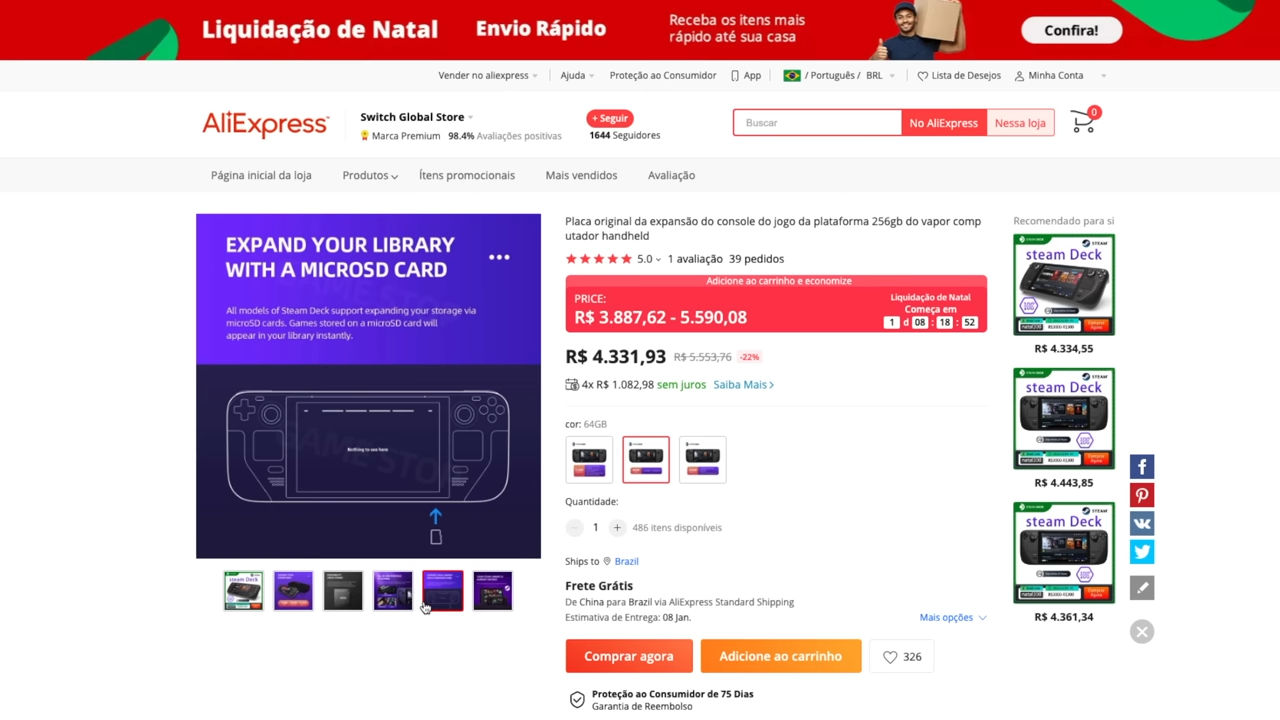 Liquidação de Natal
Envio Rápido
Receba os itens mais
rápido até sua casa
Confira!
Vender no aliexpress
Ajuda
Proteção ao Consumidor
App
/ Português / BRL
Lista de Desejos
Minha Conta
AliExpress
Switch Global Store
Marca Premium 98.4% Avaliações positivas
+ Seguir
1644 Seguidores
Buscar
No AliExpress
Nessa loja
0
Página inicial da loja
Produtos
Ítens promocionais
Mais vendidos
Avaliação
EXPAND YOUR LIBRARY
WITH A MICROSD CARD
All models of Steam Deck support expanding your storage via
microSD cards. Games stored on a microSD card will
appear in your library instantly.
Nothing to see here
Placa original da expansão do console do jogo da plataforma 256gb do vapor comp
utador handheld
5.0 1 avaliação 39 pedidos
Adicione ao carrinho e economize
PRICE:
R$ 3.887,62 - 5.590,08
Liquidação de Natal
Começa em
1 d 08 : 18 : 52
R$ 4.331,93 R$ 5.553,76 -22%
4x R$ 1.082,98 sem juros Saiba Mais
cor: 64GB
Quantidade:
1 + 486 itens disponíveis
Ships to Brazil
Frete Grátis
De China para Brazil via AliExpress Standard Shipping
Estimativa de Entrega: 08 Jan.
Mais opções
Comprar agora
Adicione ao carrinho
326
Proteção ao Consumidor de 75 Dias
Garantia de Reembolso
Recomendado para si
STEAM
steam Deck
R$ 4.334,55
STEAM
steam Deck
R$ 4.443,85
STEAM
steam Deck
R$ 4.361,34